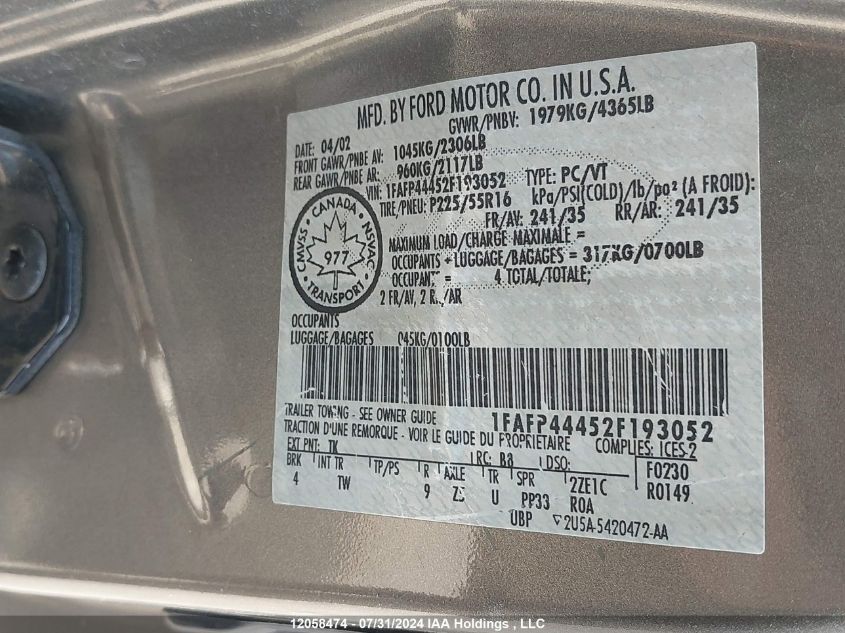 MFD. BY FORD MOTOR CO. IN U.S.A.
DATE 04/02 GVWR/PNBV: 1979KG/4365LB
FRONT GAWR/PNBE AV: 1045KG/2306LB
REAR GAWR/PNBE AR: 960KG/2117LB
VIN: 1FAFP44452F193052 TYPE: PC/VT
TIRE/PNEU: P225/55R16 kPa/PSI(COLD)/lb/po² (A FROID):
FR/AV: 241/35 RR/AR: 241/35
MAXIMUM LOAD/CHARGE MAXIMALE =
OCCUPANTS + LUGGAGE/BAGAGES = 317KG/0700LB
OCCUPANT = 4 TOTAL/TOTALE;
2 FR/AV, 2 R /AR
CANADA
CMVSS NSVAC
977
TRANSPORT
OCCUPANTS
LUGGAGE/BAGAGES 045KG/0100LB
1FAFP44452F193052
TRAILER TOWING - SEE OWNER GUIDE
TRACTION D'UNE REMORQUE - VOIR LE GUIDE DU PROPRIETAIRE COMPLIES: ICES-2
EXT PNT: TK RC: B8 DSO: F0230
BRK INT TR TP/PS R AXLE TR SPR 2ZE1C R0149
4 TW 9 U PP33 ROA
UBP 2U5A-5420472-AA
12058474 - 07/31/2024 IAA Holdings , LLC